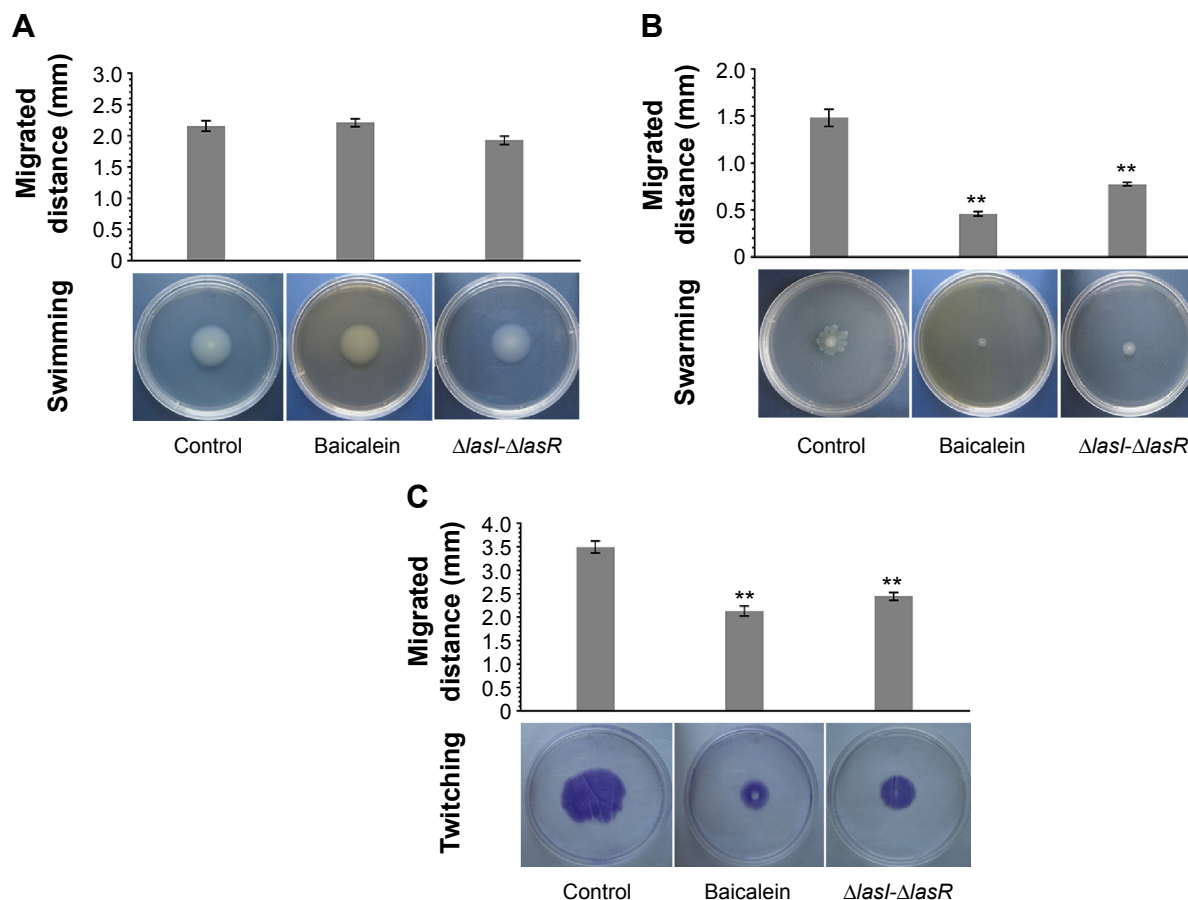 A
Migrated
distance (mm)
3.0
2.5
2.0
1.5
1.0
0.5
0
Swimming
Control Baicalein ΔlasI-ΔlasR
B
Migrated
distance (mm)
2.0
1.5
1.0
0.5
0
** **
Swarming
Control Baicalein ΔlasI-ΔlasR
C
Migrated
distance (mm)
4.0
3.5
3.0
2.5
2.0
1.5
1.0
0.5
0
** **
Twitching
Control Baicalein ΔlasI-ΔlasR